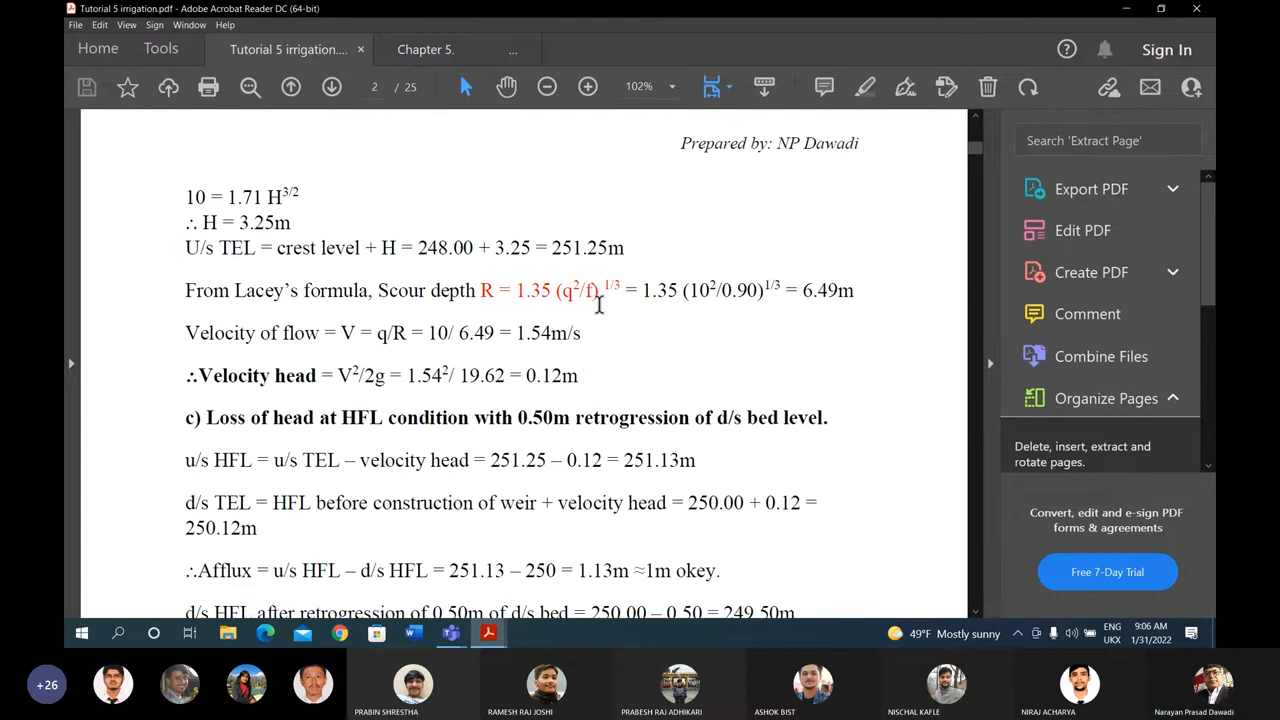 Tutorial 5 irrigation.pdf - Adobe Acrobat Reader DC (64-bit)
File Edit View Sign Window Help
Home Tools Tutorial 5 irrigation.... × Chapter 5. ... Sign In
2 / 25 102%
Prepared by: NP Dawadi
10 = 1.71 H3/2
∴ H = 3.25m
U/s TEL = crest level + H = 248.00 + 3.25 = 251.25m
From Lacey's formula, Scour depth R = 1.35 (q2/f) 1/3 = 1.35 (102/0.90)1/3 = 6.49m
Velocity of flow = V = q/R = 10/ 6.49 = 1.54m/s
∴Velocity head = V2/2g = 1.542/ 19.62 = 0.12m
c) Loss of head at HFL condition with 0.50m retrogression of d/s bed level.
u/s HFL = u/s TEL – velocity head = 251.25 – 0.12 = 251.13m
d/s TEL = HFL before construction of weir + velocity head = 250.00 + 0.12 =
250.12m
∴Afflux = u/s HFL – d/s HFL = 251.13 – 250 = 1.13m ≈1m okey.
d/s HFL after retrogression of 0.50m of d/s bed = 250.00 – 0.50 = 249.50m
Search 'Extract Page'
Export PDF
Edit PDF
Create PDF
Comment
Combine Files
Organize Pages
Delete, insert, extract and
rotate pages.
Convert, edit and e-sign PDF
forms & agreements
Free 7-Day Trial
49°F Mostly sunny
ENG
UKX
9:06 AM
1/31/2022
+26
PRABIN SHRESTHA
RAMESH RAJ JOSHI
PRABESH RAJ ADHIKARI
ASHOK BIST
NISCHAL KAFLE
NIRAJ ACHARYA
Narayan Prasad Dawadi